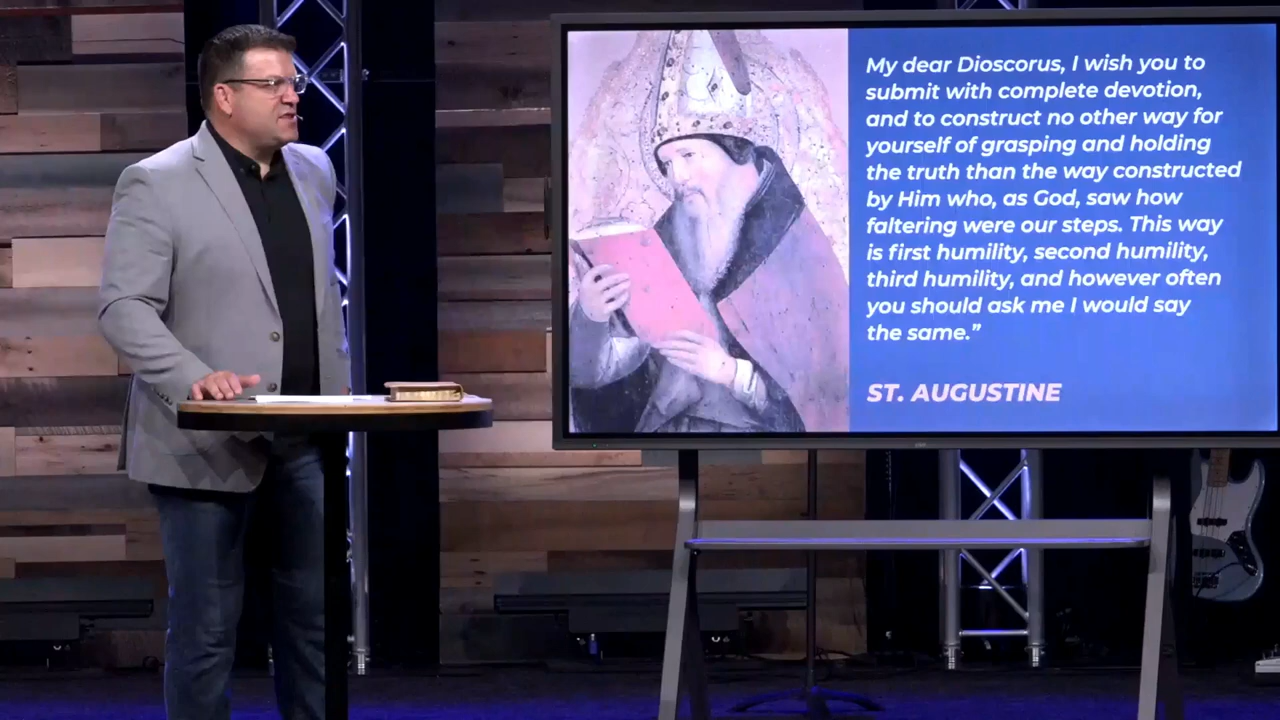 My dear Dioscorus, I wish you to
submit with complete devotion,
and to construct no other way for
yourself of grasping and holding
the truth than the way constructed
by Him who, as God, saw how
faltering were our steps. This way
is first humility, second humility,
third humility, and however often
you should ask me I would say
the same.”
ST. AUGUSTINE